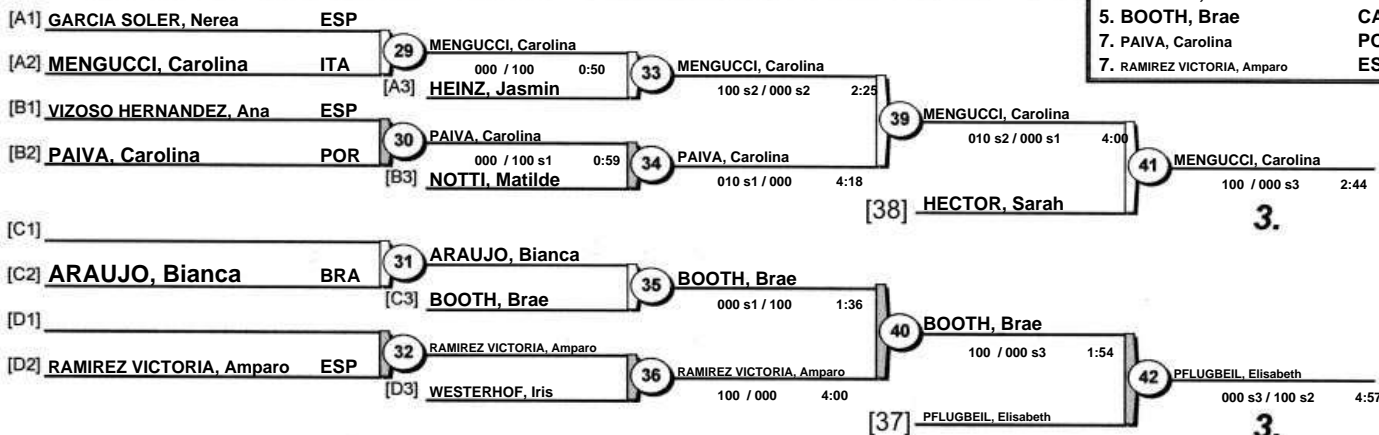 [A1] GARCIA SOLER, Nerea ESP
[A2] MENGUCCI, Carolina ITA
29 MENGUCCI, Carolina
000 / 100 0:50
[A3] HEINZ, Jasmin
33 MENGUCCI, Carolina
100 s2 / 000 s2 2:25
[B1] VIZOSO HERNANDEZ, Ana ESP
[B2] PAIVA, Carolina POR
30 PAIVA, Carolina
000 / 100 s1 0:59
[B3] NOTTI, Matilde
34 PAIVA, Carolina
010 s1 / 000 4:18
39 MENGUCCI, Carolina
010 s2 / 000 s1 4:00
[38] HECTOR, Sarah
41 MENGUCCI, Carolina
100 / 000 s3 2:44
3.
[C1]
[C2] ARAUJO, Bianca BRA
31 ARAUJO, Bianca
[C3] BOOTH, Brae
35 BOOTH, Brae
000 s1 / 100 1:36
[D1]
[D2] RAMIREZ VICTORIA, Amparo ESP
32 RAMIREZ VICTORIA, Amparo
[D3] WESTERHOF, Iris
36 RAMIREZ VICTORIA, Amparo
100 / 000 4:00
40 BOOTH, Brae
100 / 000 s3 1:54
[37] PFLUGBEIL, Elisabeth
42 PFLUGBEIL, Elisabeth
000 s3 / 100 s2 4:57
3.
5. BOOTH, Brae CA
7. PAIVA, Carolina PO
7. RAMIREZ VICTORIA, Amparo ES